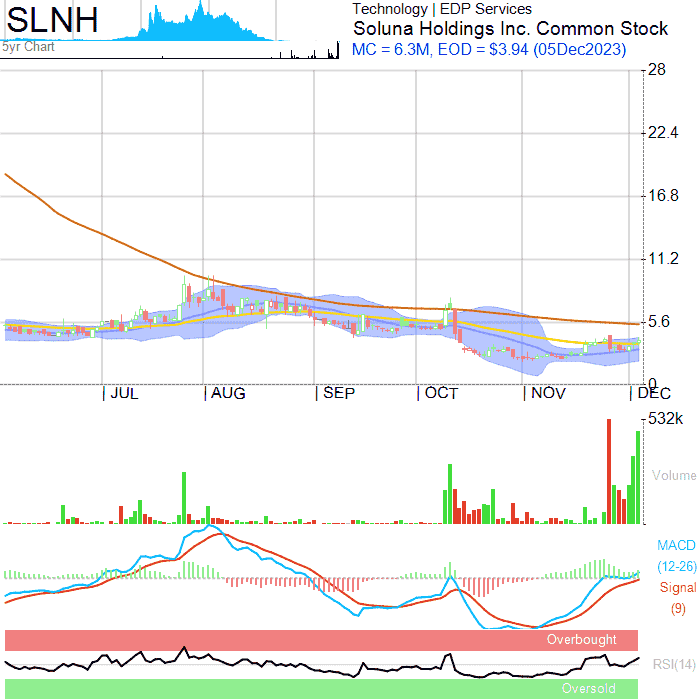 SLNH
5yr Chart
Technology | EDP Services
Soluna Holdings Inc. Common Stock
MC = 6.3M, EOD = $3.94 (05Dec2023)
28
22.4
16.8
11.2
5.6
0
JUL AUG SEP OCT NOV DEC
532k
Volume
MACD
(12-26)
Signal
(9)
Overbought
RSI(14)
Oversold